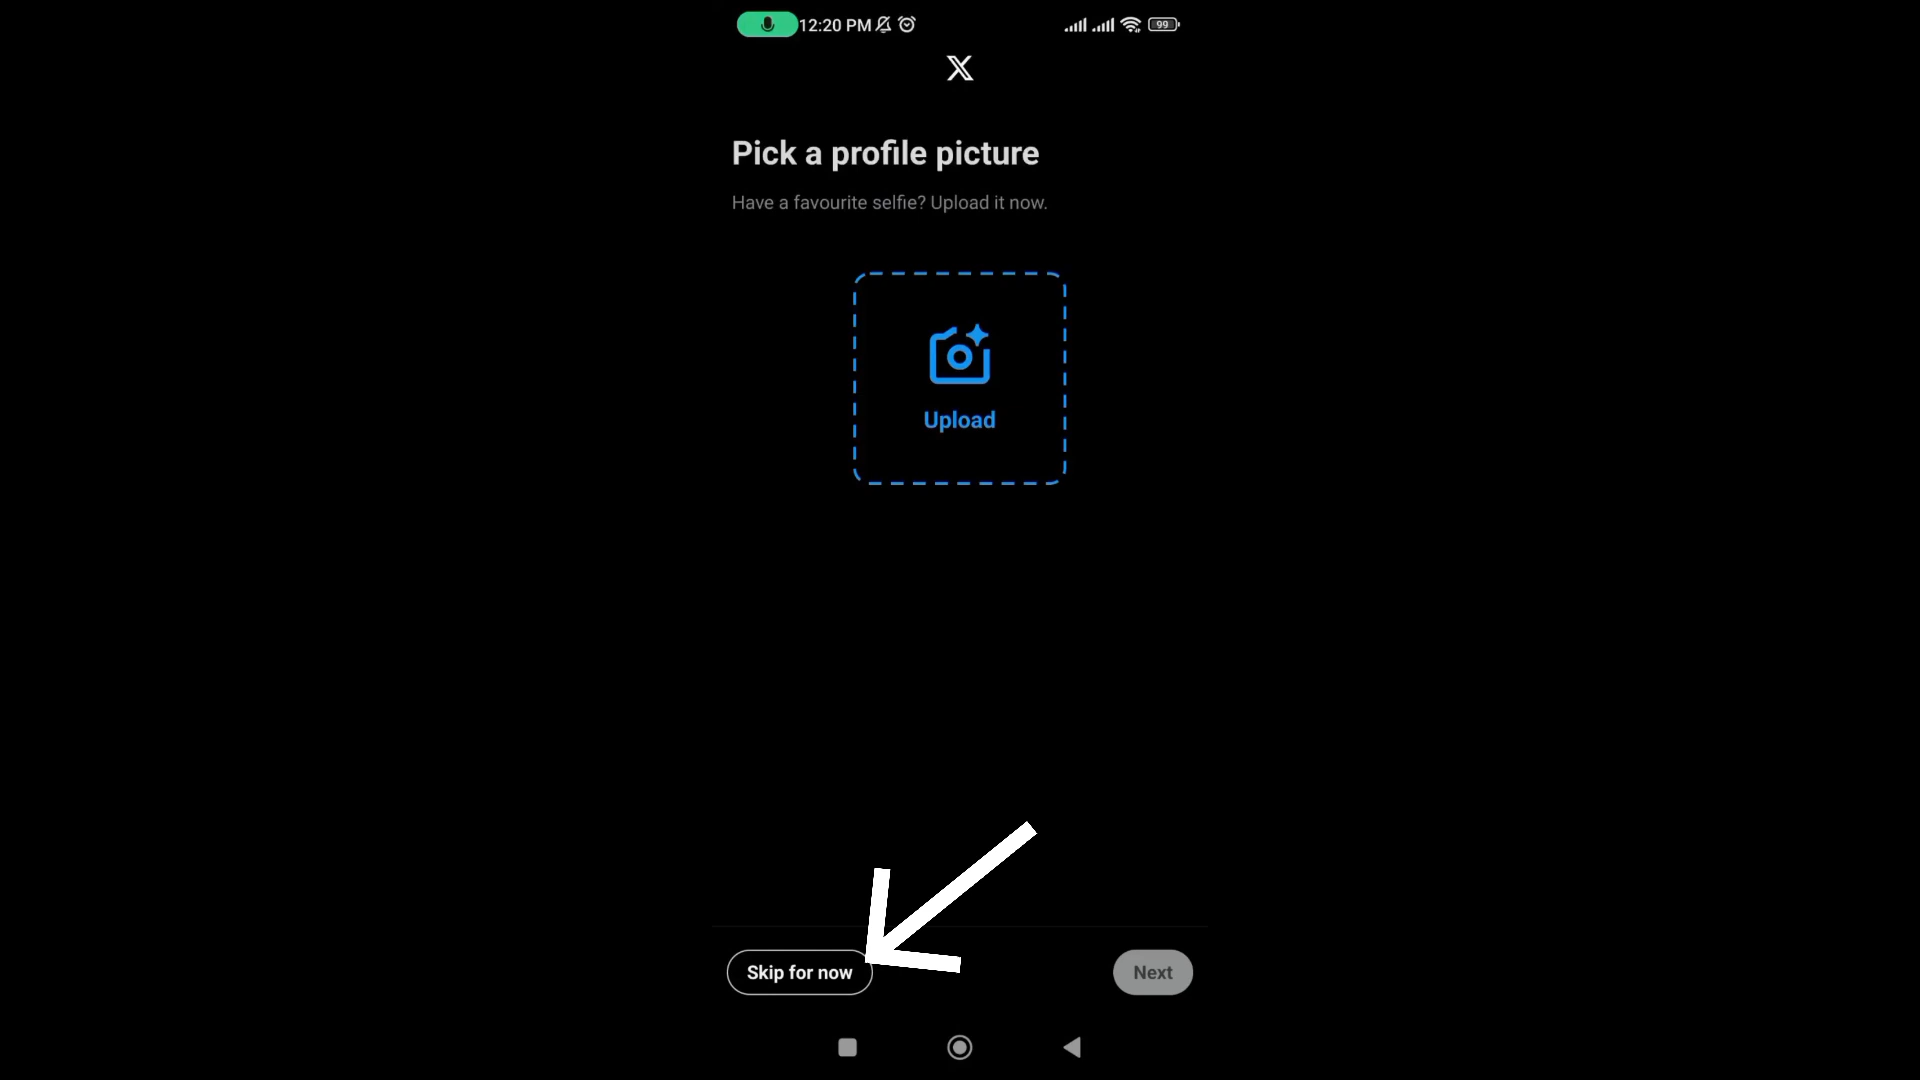 12:20 PM 99
X
Pick a profile picture
Have a favourite selfie? Upload it now.
Upload
Skip for now Next